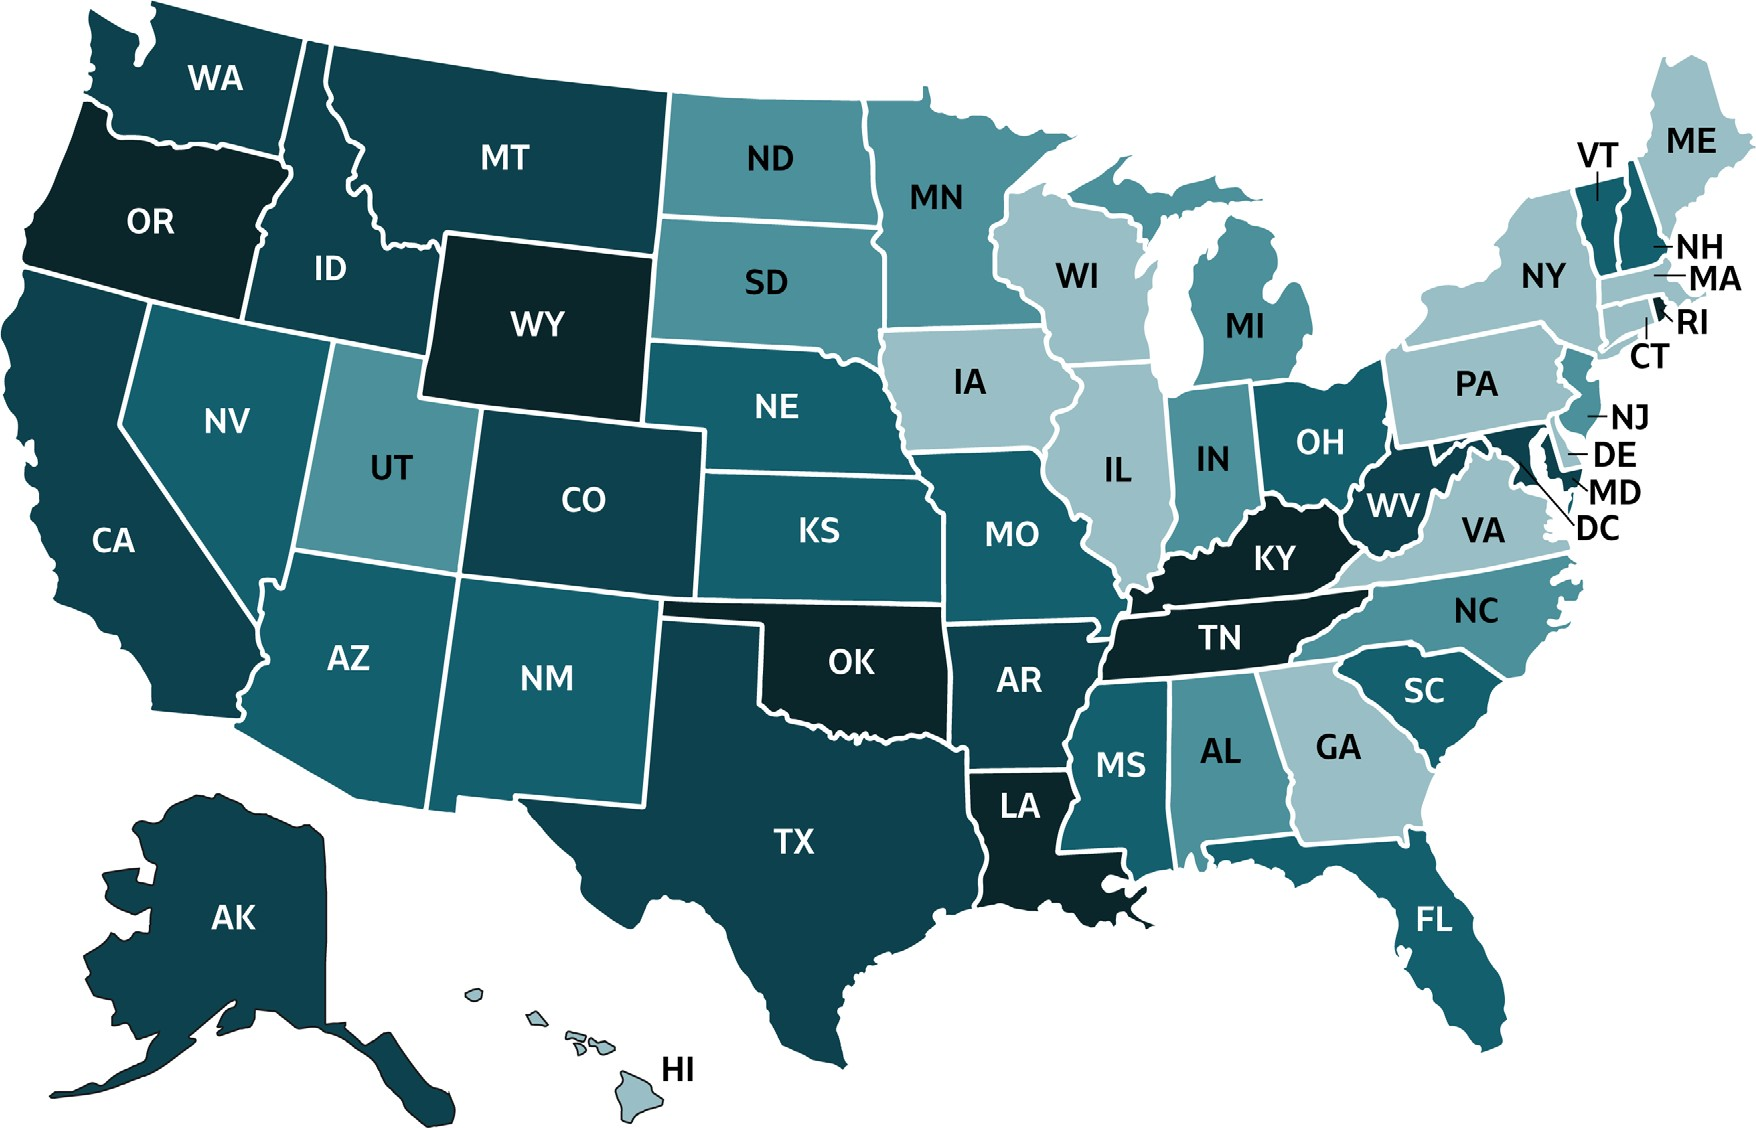 WA
MT
ND
MN
ME
VT
OR
ID
WY
SD
WI
MI
NY
NH
MA
RI
CT
NV
UT
CO
NE
IA
PA
NJ
DE
MD
DC
CA
KS
MO
IL
IN
OH
WV
VA
KY
AZ
NM
OK
AR
TN
NC
SC
MS
AL
GA
LA
TX
FL
AK
HI